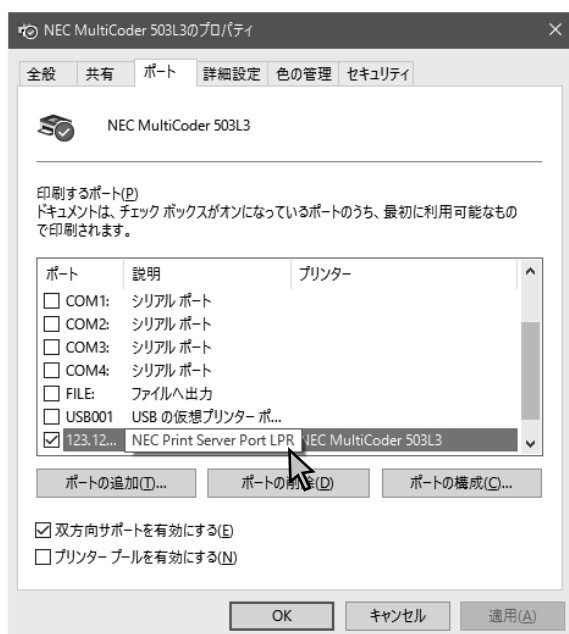 NEC MultiCoder 503L3のプロパティ
全般 共有 ポート 詳細設定 色の管理 セキュリティ
NEC MultiCoder 503L3
印刷するポート(P)
ドキュメントは、チェック ボックスがオンになっているポートのうち、最初に利用可能なもの
で印刷されます。
ポート 説明 プリンター
COM1: シリアル ポート
COM2: シリアル ポート
COM3: シリアル ポート
COM4: シリアル ポート
FILE: ファイルへ出力
USB001 USB の仮想プリンター ポ...
123.12... NEC Print Server Port LPR NEC MultiCoder 503L3
ポートの追加(T)... ポートの削除(D) ポートの構成(C)...
双方向サポートを有効にする(E)
プリンター プールを有効にする(N)
OK キャンセル 適用(A)